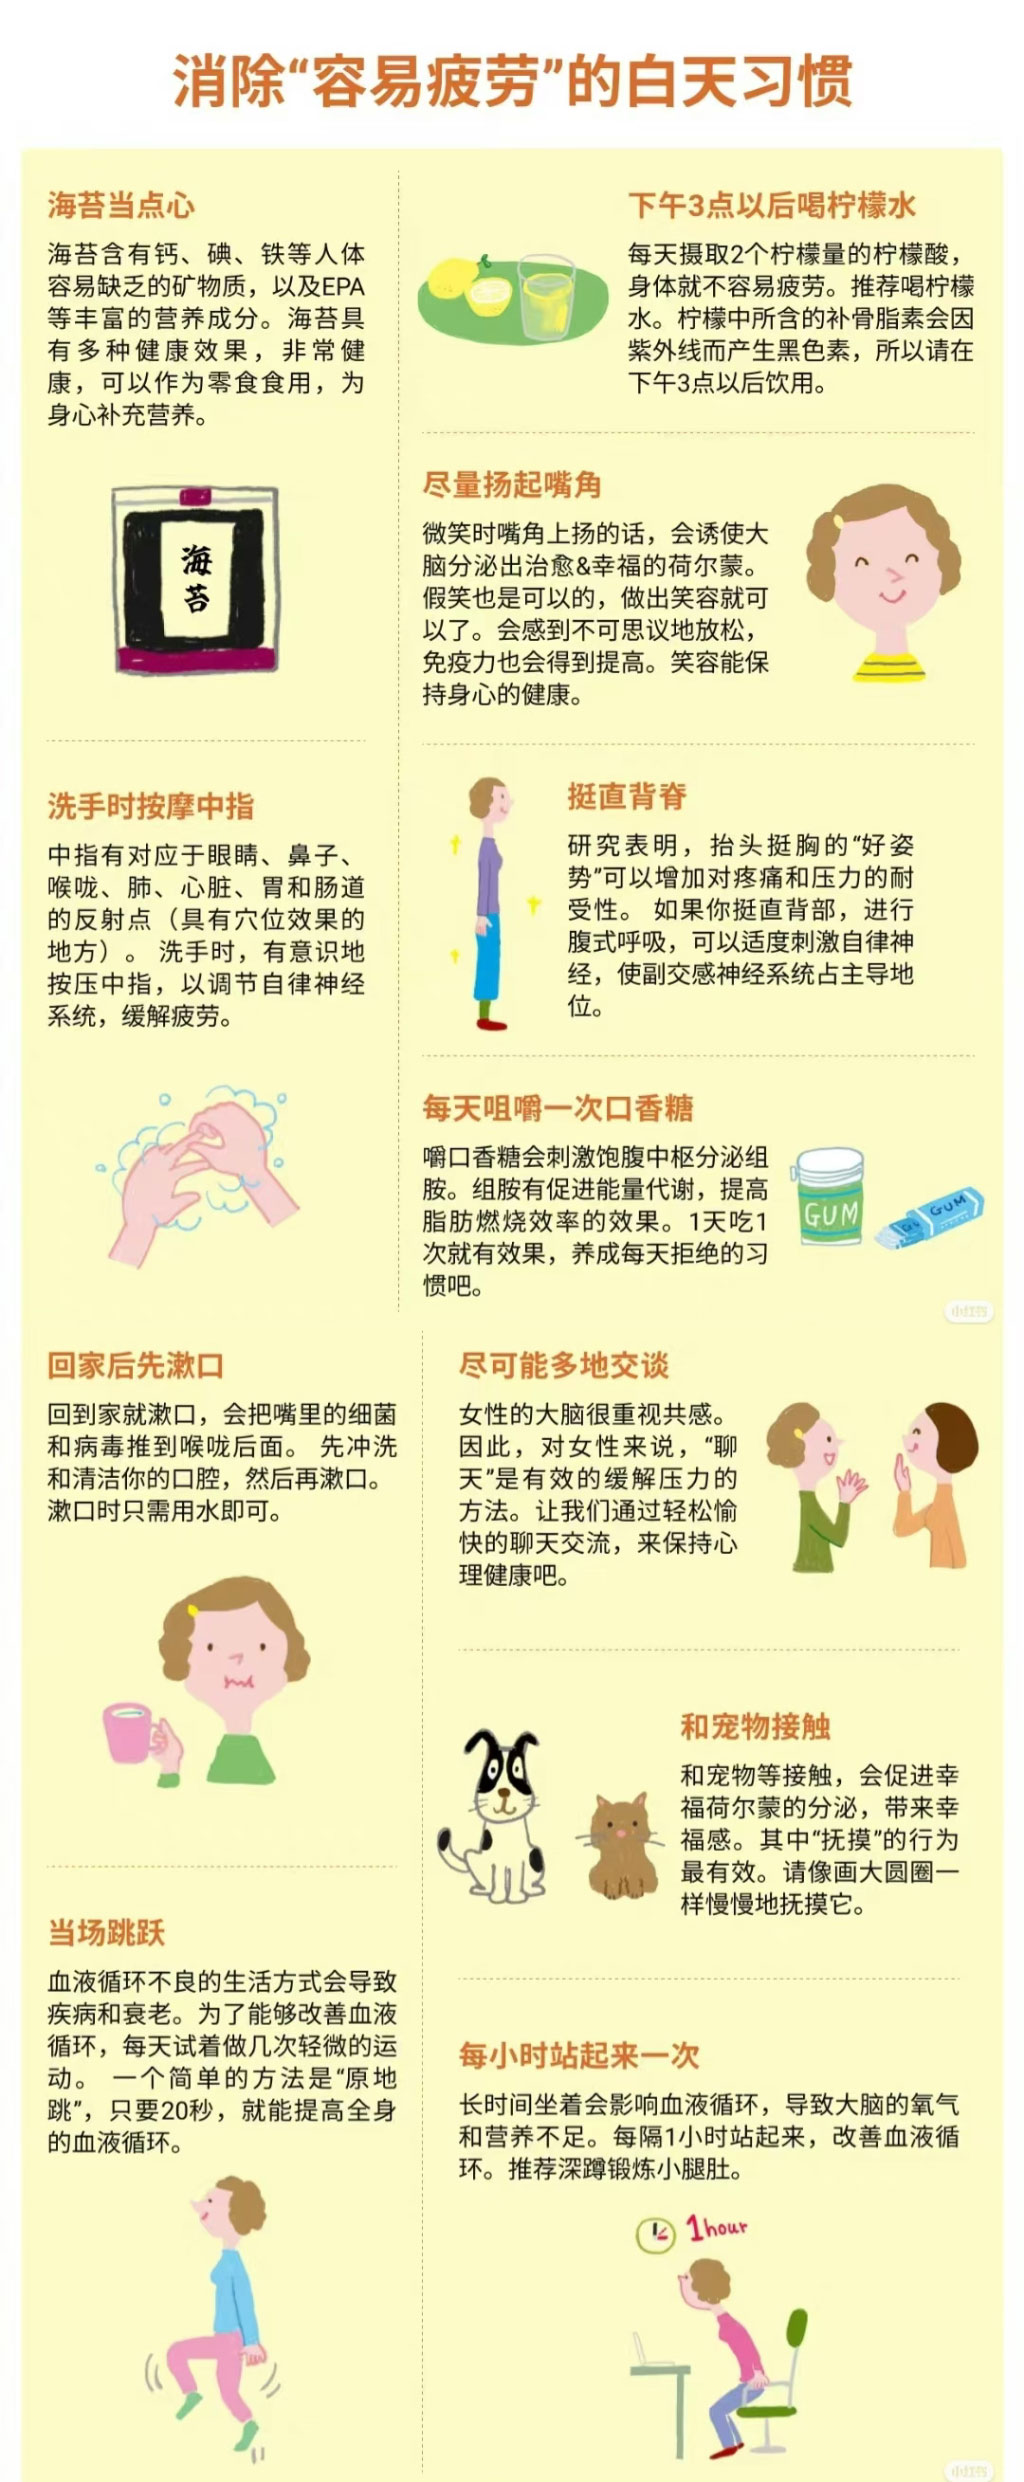 消除“容易疲劳”的白天习惯
海苔当点心
海苔含有钙、碘、铁等人体
容易缺乏的矿物质，以及EPA
等丰富的营养成分。海苔具
有多种健康效果，非常健
康，可以作为零食食用，为
身心补充营养。
海
苔
下午3点以后喝柠檬水
每天摄取2个柠檬量的柠檬酸，
身体就不容易疲劳。推荐喝柠檬
水。柠檬中所含的补骨脂素会因
紫外线而产生黑色素，所以请在
下午3点以后饮用。
尽量扬起嘴角
微笑时嘴角上扬的话，会诱使大
脑分泌出治愈&幸福的荷尔蒙。
假笑也是可以的，做出笑容就可
以了。会感到不可思议地放松，
免疫力也会得到提高。笑容能保
持身心的健康。
洗手时按摩中指
中指有对应于眼睛、鼻子、
喉咙、肺、心脏、胃和肠道
的反射点（具有穴位效果的
地方）。 洗手时，有意识地
按压中指，以调节自律神经
系统，缓解疲劳。
挺直背脊
研究表明，抬头挺胸的“好姿
势”可以增加对疼痛和压力的耐
受性。 如果你挺直背部，进行
腹式呼吸，可以适度刺激自律神
经，使副交感神经系统占主导地
位。
每天咀嚼一次口香糖
嚼口香糖会刺激饱腹中枢分泌组
胺。组胺有促进能量代谢，提高
脂肪燃烧效率的效果。1天吃1
次就有效果，养成每天拒绝的习
惯吧。
GUM
GUM
小红书
回家后先漱口
回到家就漱口，会把嘴里的细菌
和病毒推到喉咙后面。 先冲洗
和清洁你的口腔，然后再漱口。
漱口时只需用水即可。
尽可能多地交谈
女性的大脑很重视共感。
因此，对女性来说，“聊
天”是有效的缓解压力的
方法。让我们通过轻松愉
快的聊天交流，来保持心
理健康吧。
和宠物接触
和宠物等接触，会促进幸
福荷尔蒙的分泌，带来幸
福感。其中“抚摸”的行为
最有效。请像画大圆圈一
样慢慢地抚摸它。
当场跳跃
血液循环不良的生活方式会导致
疾病和衰老。为了能够改善血液
循环，每天试着做几次轻微的运
动。 一个简单的方法是“原地
跳”，只要20秒，就能提高全身
的血液循环。
每小时站起来一次
长时间坐着会影响血液循环，导致大脑的氧气
和营养不足。每隔1小时站起来，改善血液循
环。推荐深蹲锻炼小腿肚。
1hour
小红书